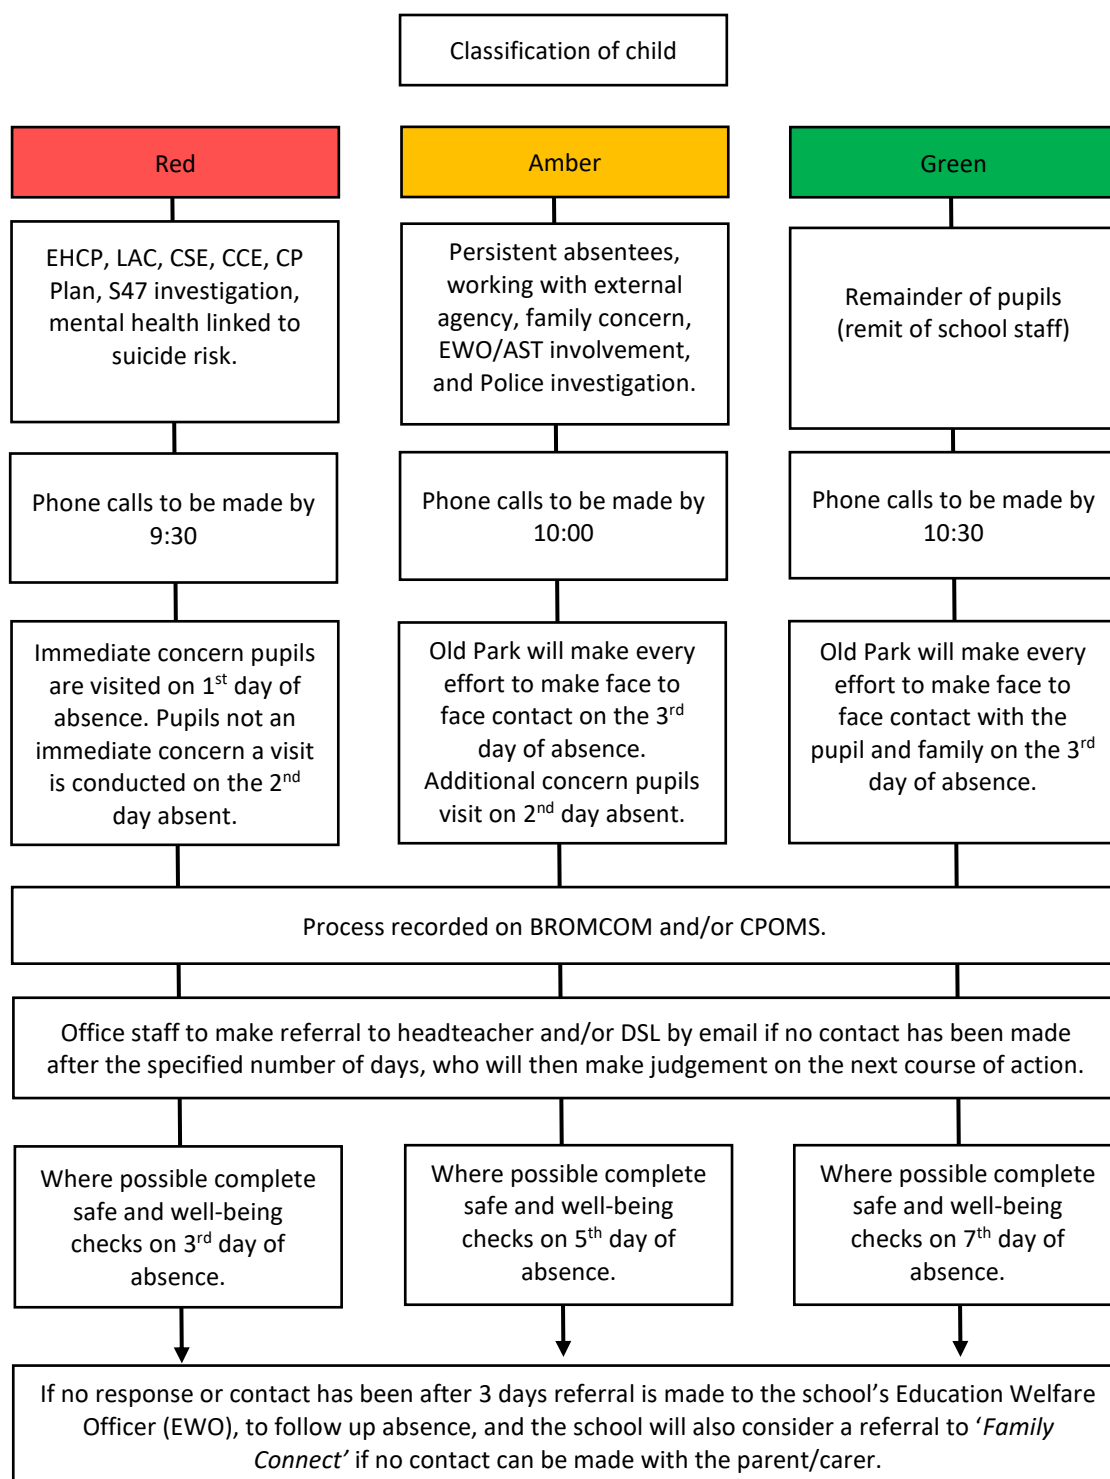 Classification of child
Red
Amber
Green
EHCP, LAC, CSE, CCE, CP
Plan, S47 investigation,
mental health linked to
suicide risk.
Persistent absentees,
working with external
agency, family concern,
EWO/AST involvement,
and Police investigation.
Remainder of pupils
(remit of school staff)
Phone calls to be made by
9:30
Phone calls to be made by
10:00
Phone calls to be made by
10:30
Immediate concern pupils
are visited on 1st day of
absence. Pupils not an
immediate concern a visit
is conducted on the 2nd
day absent.
Old Park will make every
effort to make face to
face contact on the 3rd
day of absence.
Additional concern pupils
visit on 2nd day absent.
Old Park will make every
effort to make face to
face contact with the
pupil and family on the 3rd
day of absence.
Process recorded on BROMCOM and/or CPOMS.
Office staff to make referral to headteacher and/or DSL by email if no contact has been made
after the specified number of days, who will then make judgement on the next course of action.
Where possible complete
safe and well-being
checks on 3rd day of
absence.
Where possible complete
safe and well-being
checks on 5th day of
absence.
Where possible complete
safe and well-being
checks on 7th day of
absence.
If no response or contact has been after 3 days referral is made to the school's Education Welfare
Officer (EWO), to follow up absence, and the school will also consider a referral to 'Family
Connect' if no contact can be made with the parent/carer.